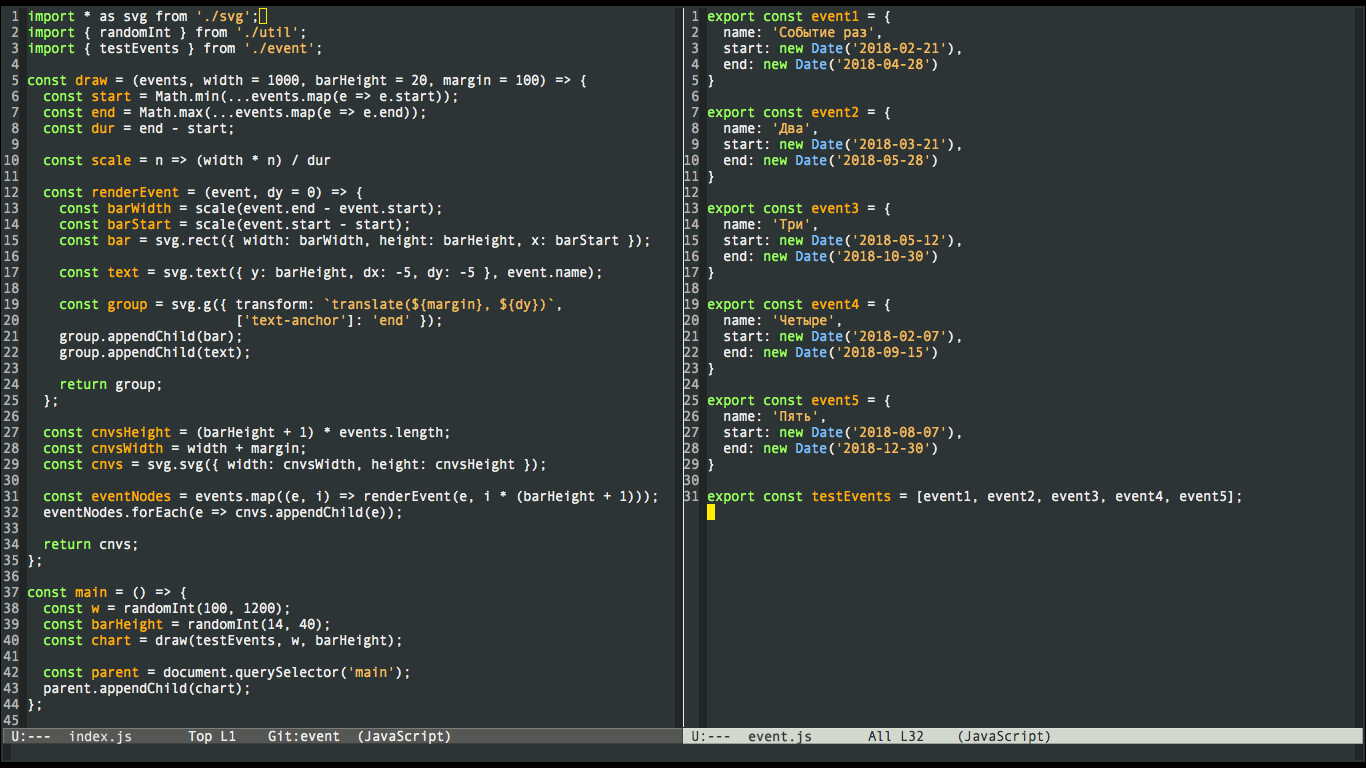 1 import * as svg from './svg';
2 import { randomInt } from './util';
3 import { testEvents } from './event';
4
5 const draw = (events, width = 1000, barHeight = 20, margin = 100) => {
6   const start = Math.min(...events.map(e => e.start));
7   const end = Math.max(...events.map(e => e.end));
8   const dur = end - start;
9
10   const scale = n => (width * n) / dur
11
12   const renderEvent = (event, dy = 0) => {
13     const barWidth = scale(event.end - event.start);
14     const barStart = scale(event.start - start);
15     const bar = svg.rect({ width: barWidth, height: barHeight, x: barStart });
16
17     const text = svg.text({ y: barHeight, dx: -5, dy: -5 }, event.name);
18
19     const group = svg.g({ transform: `translate(${margin}, ${dy})`,
20                           ['text-anchor']: 'end' });
21     group.appendChild(bar);
22     group.appendChild(text);
23
24     return group;
25   };
26
27   const cnvsHeight = (barHeight + 1) * events.length;
28   const cnvsWidth = width + margin;
29   const cnvs = svg.svg({ width: cnvsWidth, height: cnvsHeight });
30
31   const eventNodes = events.map((e, i) => renderEvent(e, i * (barHeight + 1)));
32   eventNodes.forEach(e => cnvs.appendChild(e));
33
34   return cnvs;
35 };
36
37 const main = () => {
38   const w = randomInt(100, 1200);
39   const barHeight = randomInt(14, 40);
40   const chart = draw(testEvents, w, barHeight);
41
42   const parent = document.querySelector('main');
43   parent.appendChild(chart);
44 };
45
U:--- index.js Top L1 Git:event (JavaScript)
1 export const event1 = {
2   name: 'Событие раз',
3   start: new Date('2018-02-21'),
4   end: new Date('2018-04-28')
5 }
6
7 export const event2 = {
8   name: 'Два',
9   start: new Date('2018-03-21'),
10   end: new Date('2018-05-28')
11 }
12
13 export const event3 = {
14   name: 'Три',
15   start: new Date('2018-05-12'),
16   end: new Date('2018-10-30')
17 }
18
19 export const event4 = {
20   name: 'Четыре',
21   start: new Date('2018-02-07'),
22   end: new Date('2018-09-15')
23 }
24
25 export const event5 = {
26   name: 'Пять',
27   start: new Date('2018-08-07'),
28   end: new Date('2018-12-30')
29 }
30
31 export const testEvents = [event1, event2, event3, event4, event5];
U:--- event.js All L32 (JavaScript)